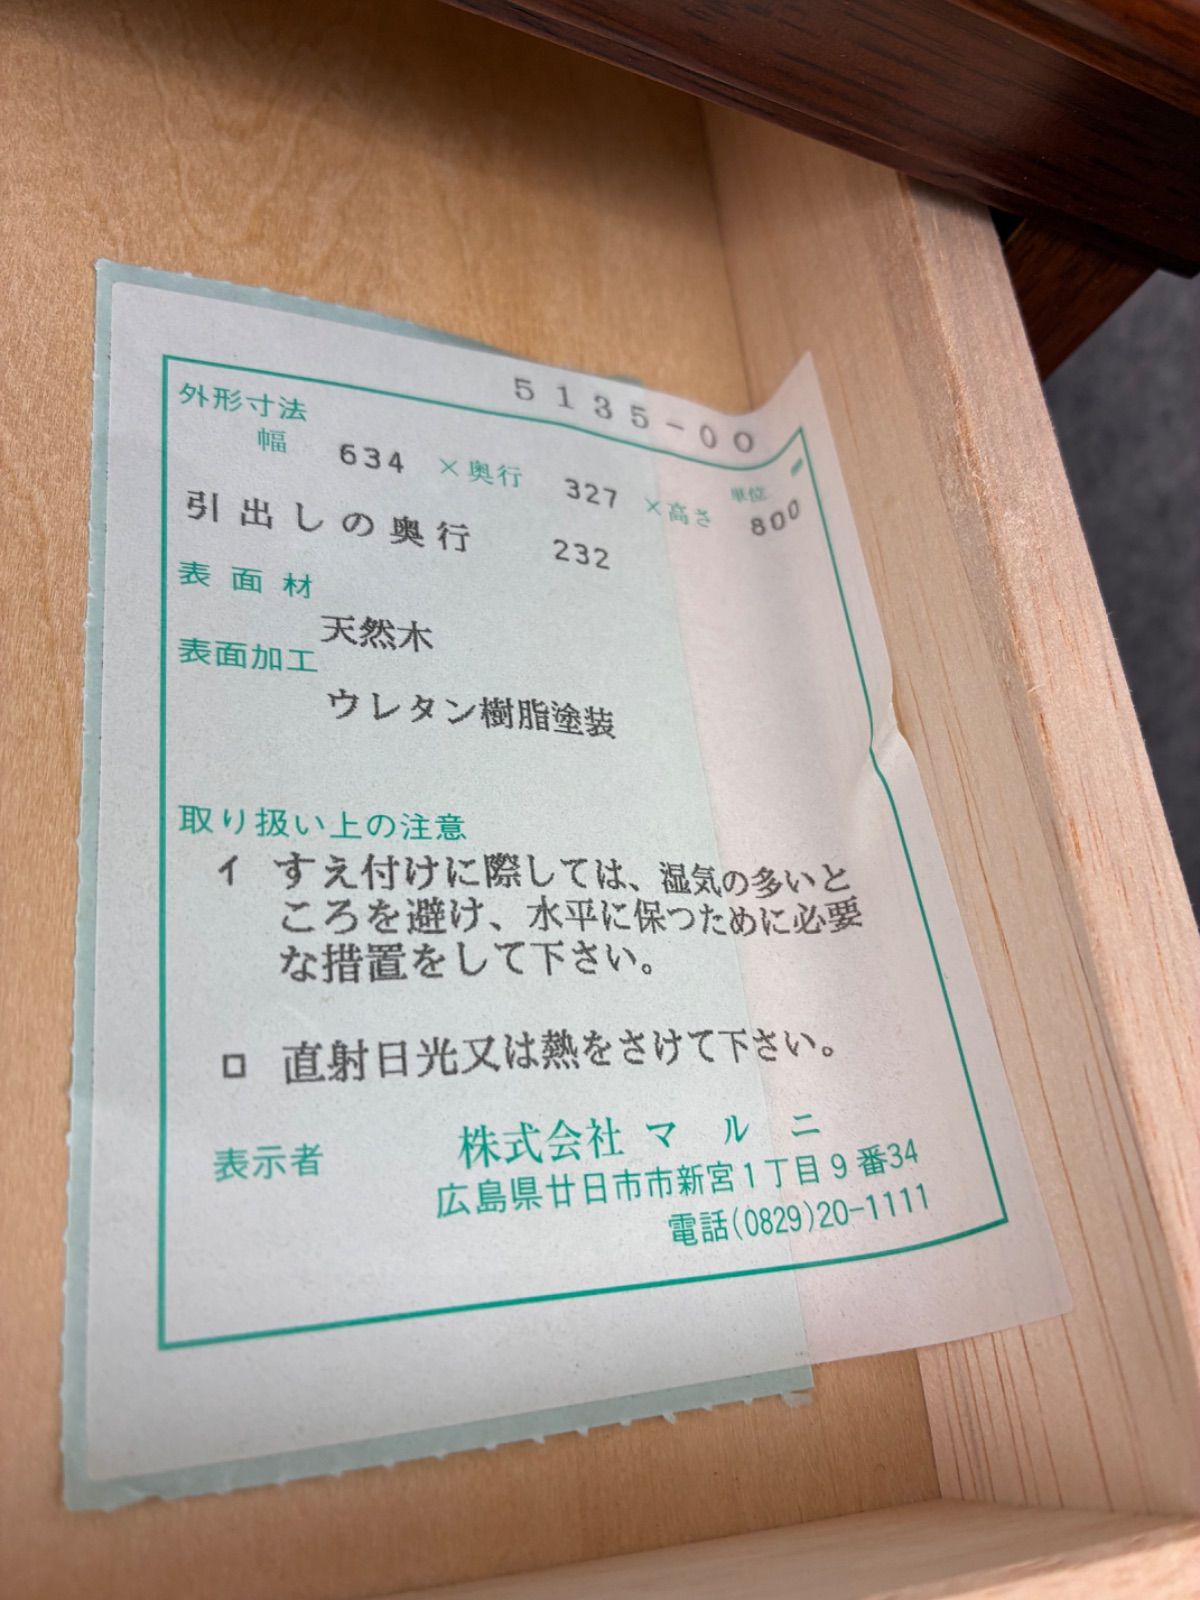 5135-00
外形寸法
単位
幅 634 ×奥行 327 ×高さ 800
引出しの奥行 232
表面材
天然木
表面加工
ウレタン樹脂塗装
取り扱い上の注意
イ すえ付けに際しては、湿気の多いと
ころを避け、水平に保つために必要
な措置をして下さい。
ロ 直射日光又は熱をさけて下さい。
表示者 株式会社 マルニ
広島県廿日市市新宮1丁目9番34
電話(0829)20-1111